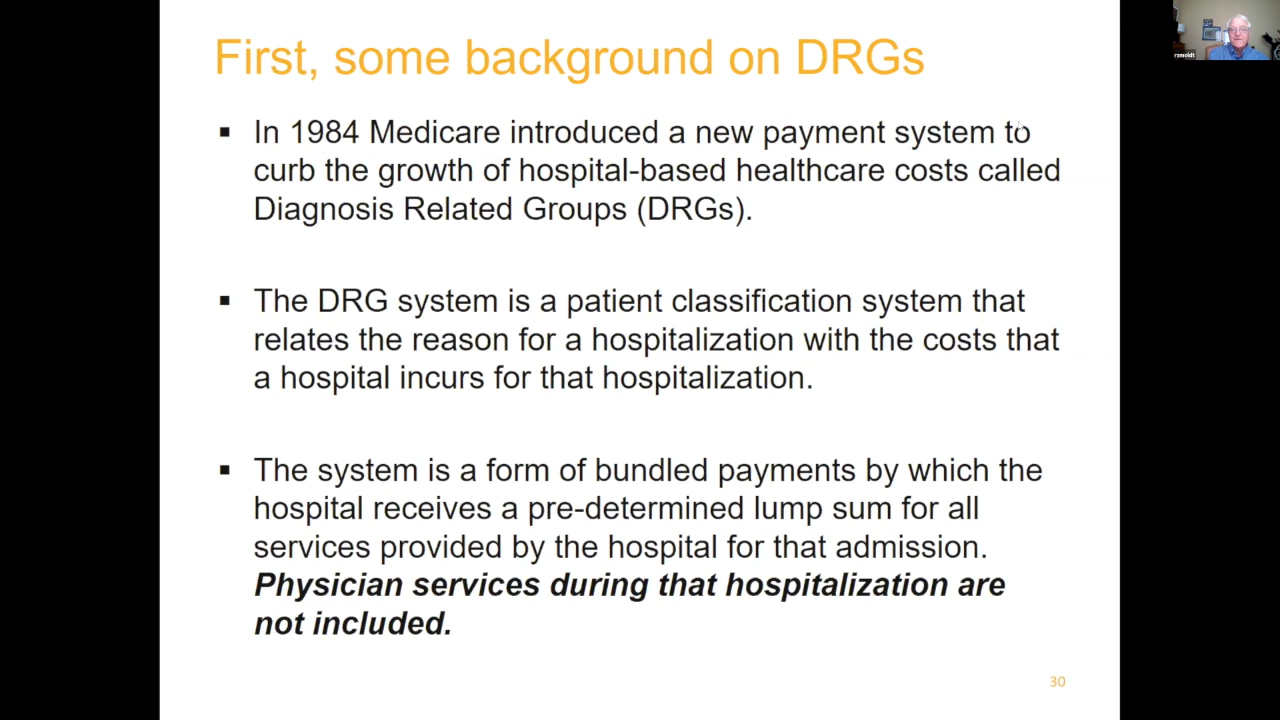 First, some background on DRGs
▪ In 1984 Medicare introduced a new payment system to
curb the growth of hospital-based healthcare costs called
Diagnosis Related Groups (DRGs).
▪ The DRG system is a patient classification system that
relates the reason for a hospitalization with the costs that
a hospital incurs for that hospitalization.
▪ The system is a form of bundled payments by which the
hospital receives a pre-determined lump sum for all
services provided by the hospital for that admission.
Physician services during that hospitalization are
not included.
30